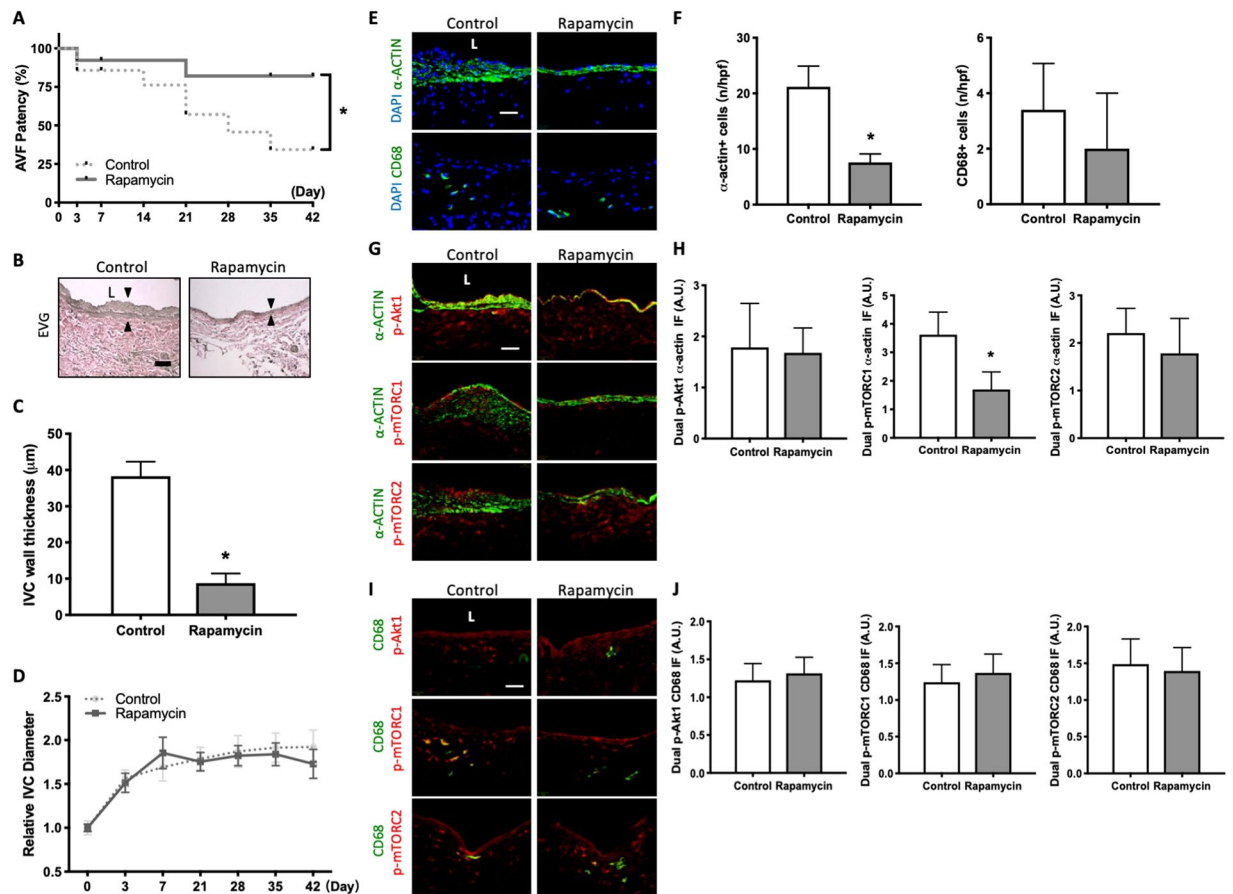 A
AVF Patency (%)
100
75
50
25
0
Control
Rapamycin
*
(Day)
0 3 7 14 21 28 35 42
B
Control Rapamycin
EVG
L
C
IVC wall thickness (μm)
50
40
30
20
10
0
*
Control Rapamycin
D
Relative IVC Diameter
2.5
2.0
1.5
1.0
0.5
Control
Rapamycin
0 3 7 21 28 35 42 (Day)
E
Control Rapamycin
L
DAPI α-ACTIN
DAPI CD68
F
α-actin+ cells (n/hpf)
30
20
10
0
*
Control Rapamycin
CD68+ cells (n/hpf)
6
4
2
0
Control Rapamycin
G
Control Rapamycin
L
α-ACTIN
p-Akt1
α-ACTIN
p-mTORC1
α-ACTIN
p-mTORC2
H
Dual p-Akt1 α-actin IF (A.U.)
3
2
1
0
Control Rapamycin
Dual p-mTORC1 α-actin IF (A.U.)
5
4
3
2
1
0
*
Control Rapamycin
Dual p-mTORC2 α-actin IF (A.U.)
3
2
1
0
Control Rapamycin
I
Control Rapamycin
L
CD68
p-Akt1
CD68
p-mTORC1
CD68
p-mTORC2
J
Dual p-Akt1 CD68 IF (A.U.)
2.0
1.5
1.0
0.5
0.0
Control Rapamycin
Dual p-mTORC1 CD68 IF (A.U.)
2.0
1.5
1.0
0.5
0.0
Control Rapamycin
Dual p-mTORC2 CD68 IF (A.U.)
2.0
1.5
1.0
0.5
0.0
Control Rapamycin